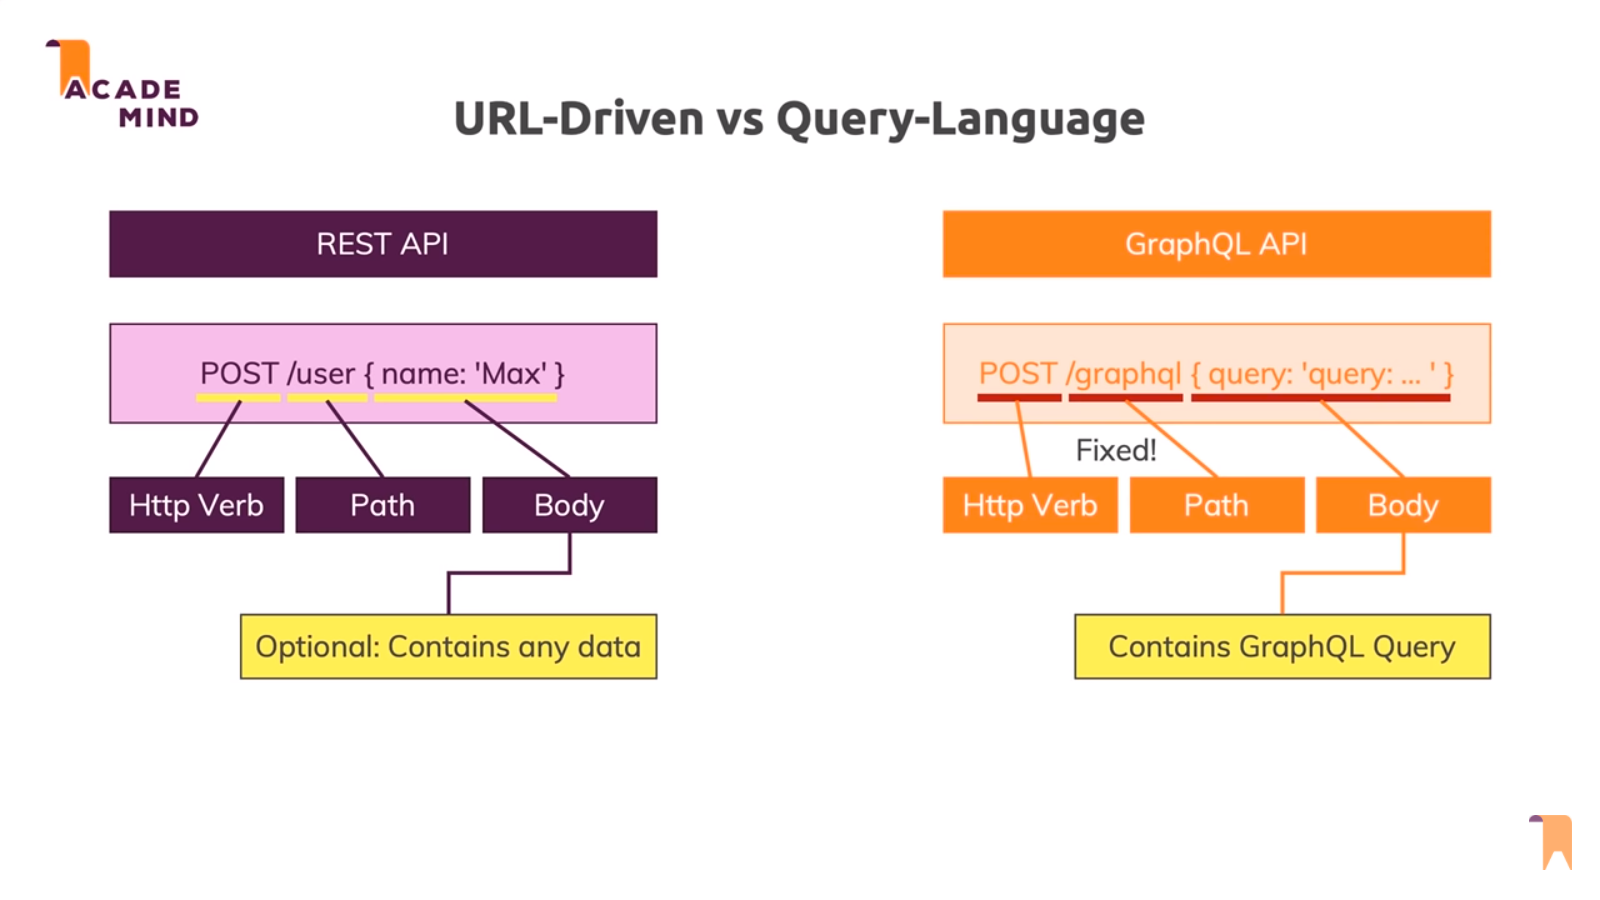 ACADE
MIND
URL-Driven vs Query-Language
REST API
POST /user { name: 'Max' }
Http Verb
Path
Body
Optional: Contains any data
GraphQL API
POST /graphql { query: 'query: ... ' }
Fixed!
Http Verb
Path
Body
Contains GraphQL Query